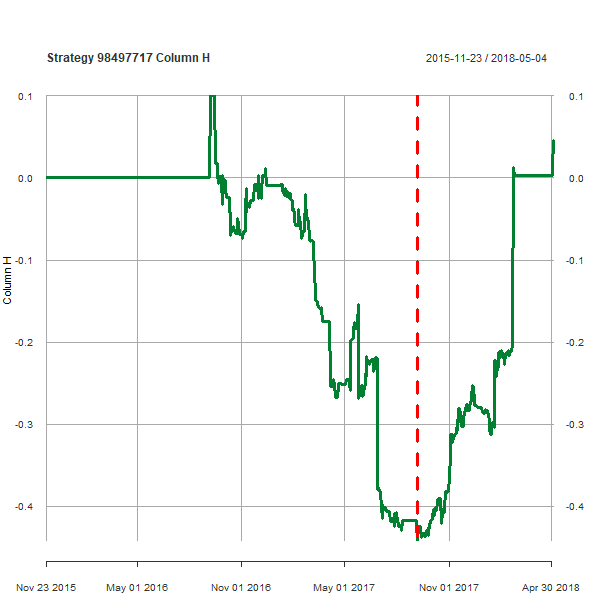 Strategy 98497717 Column H
2015-11-23 / 2018-05-04
0.1 0.1
0.0 0.0
-0.1 -0.1
-0.2 -0.2
-0.3 -0.3
-0.4 -0.4
Column H
Nov 23 2015 May 01 2016 Nov 01 2016 May 01 2017 Nov 01 2017 Apr 30 2018